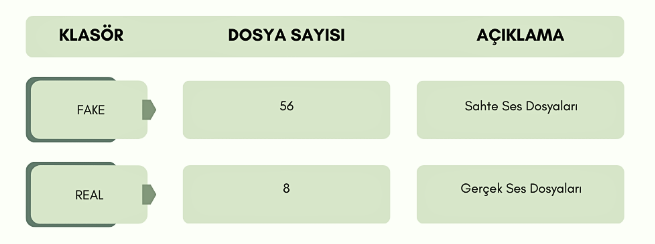 KLASÖR DOSYA SAYISI AÇIKLAMA
FAKE 56 Sahte Ses Dosyaları
REAL 8 Gerçek Ses Dosyaları